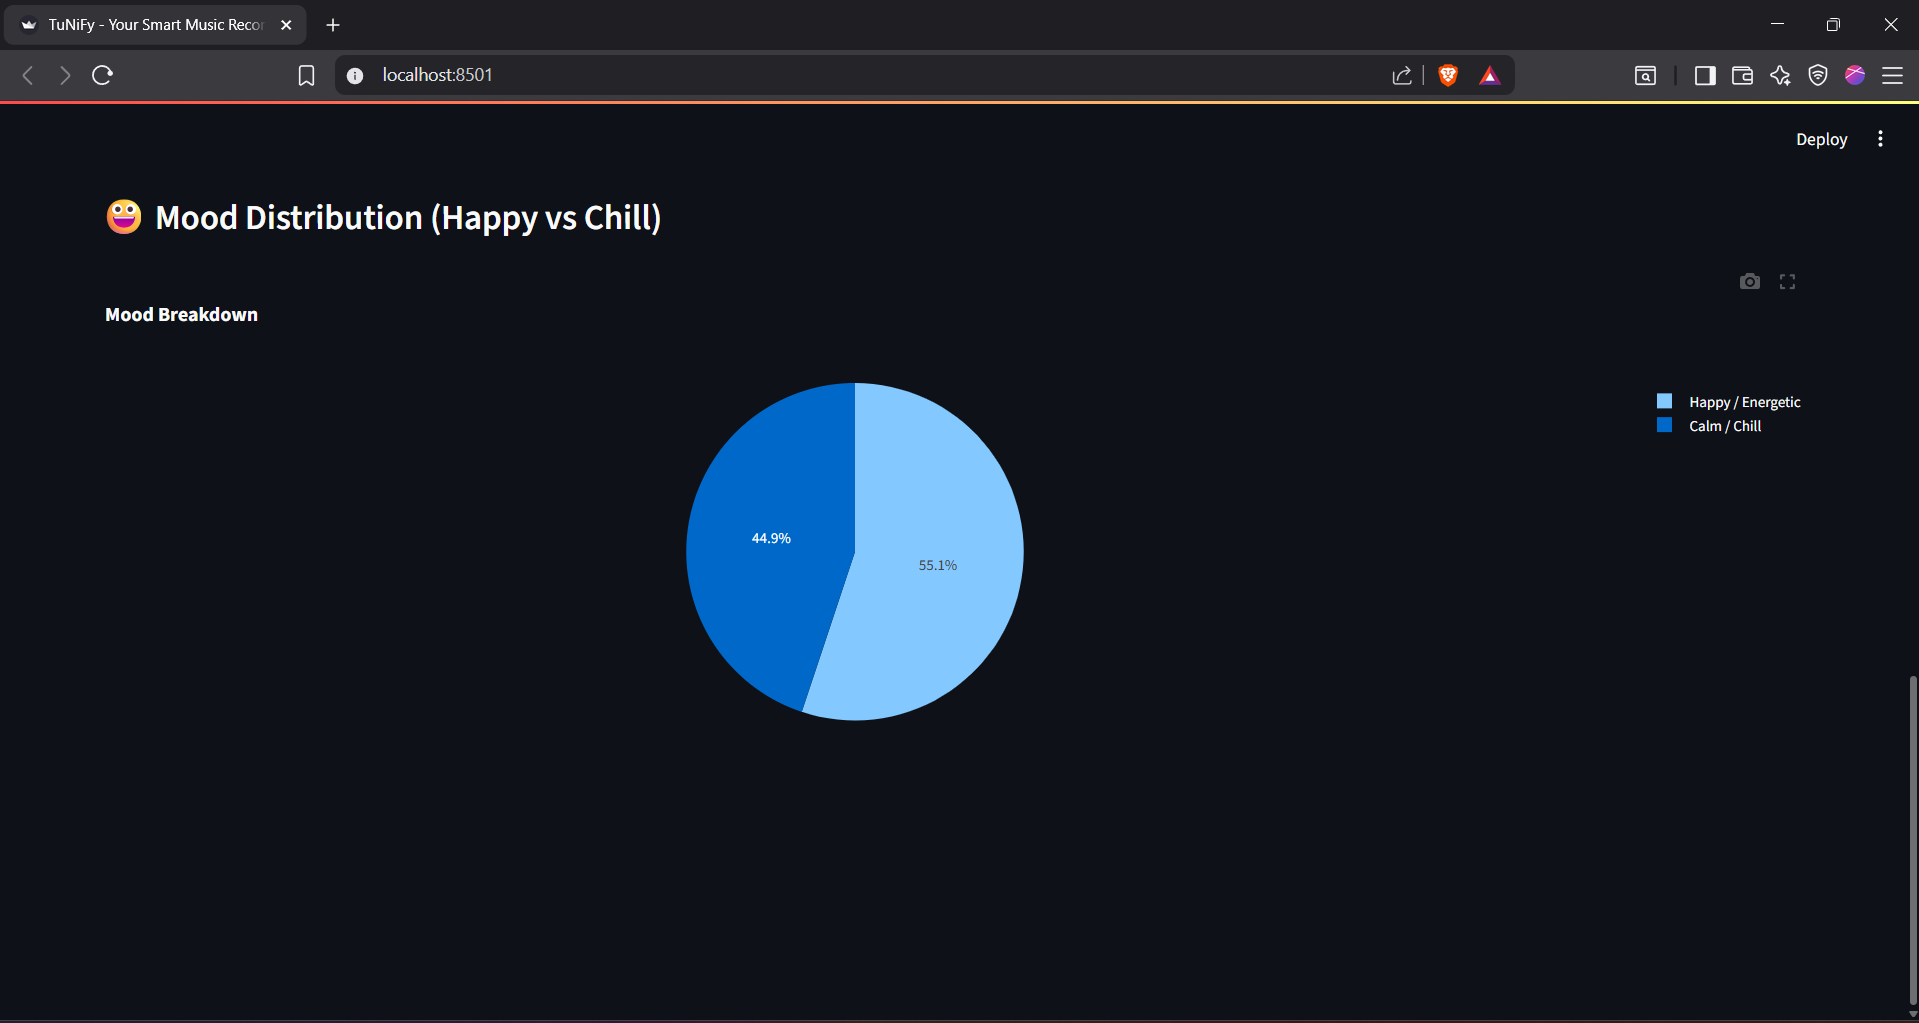 TuNiFy - Your Smart Music Recor
localhost:8501
Deploy
Mood Distribution (Happy vs Chill)
Mood Breakdown
Happy / Energetic
Calm / Chill
44.9%
55.1%